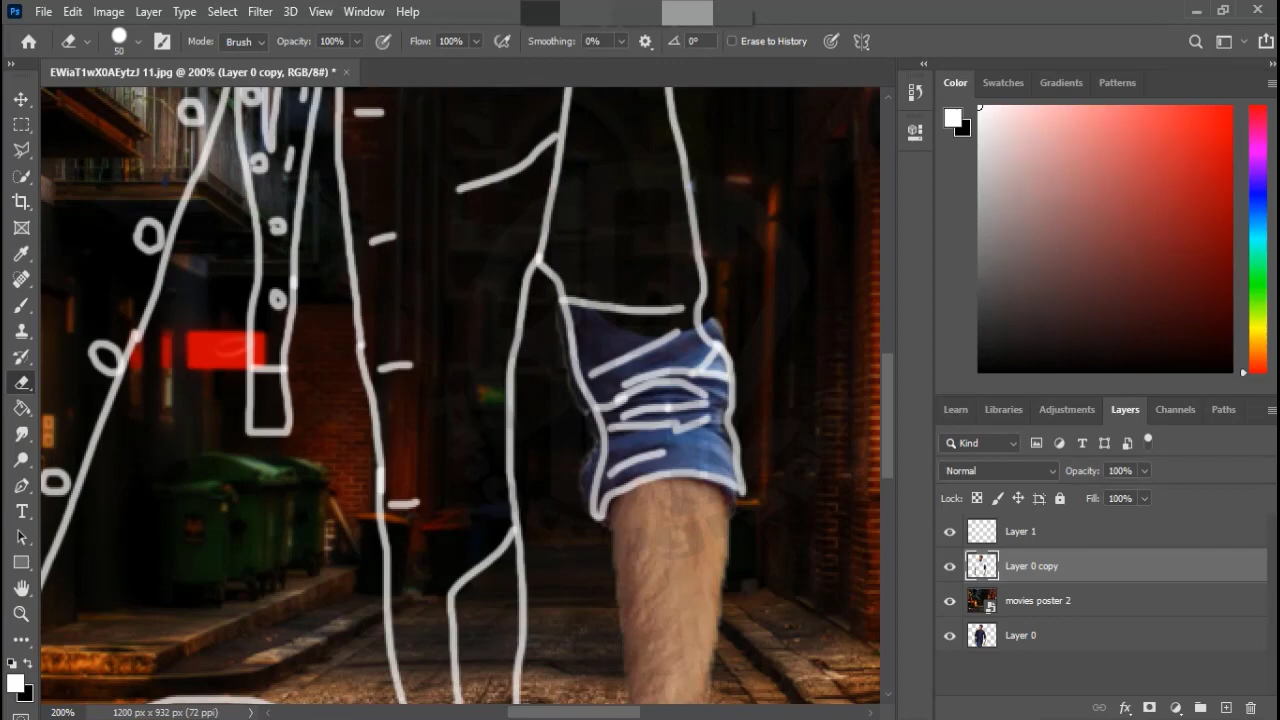 Ps File Edit Image Layer Type Select Filter 3D View Window Help
50 Mode: Brush Opacity: 100% Flow: 100% Smoothing: 0% 0° Erase to History
EWiaT1wX0AEytzJ 11.jpg @ 200% (Layer 0 copy, RGB/8#) * ×
Color Swatches Gradients Patterns
Learn Libraries Adjustments Layers Channels Paths
Kind
Normal Opacity: 100%
Lock: Fill: 100%
Layer 1
Layer 0 copy
movies poster 2
Layer 0
200% 1200 px x 932 px (72 ppi)